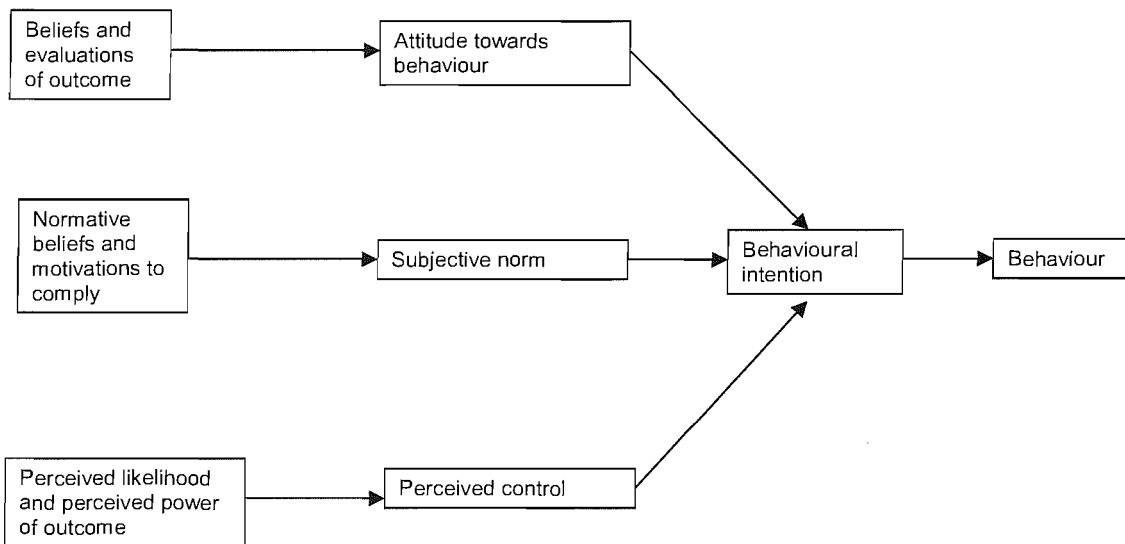 Beliefs and
evaluations
of outcome
Attitude towards
behaviour
Normative
beliefs and
motivations to
comply
Subjective norm
Behavioural
intention
Behaviour
Perceived likelihood
and perceived power
of outcome
Perceived control